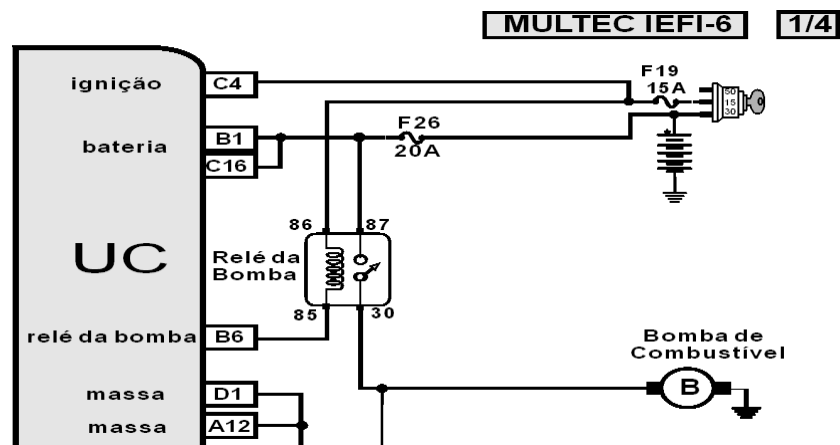 MULTEC IEFI-6 1/4
F19
15A
50
15
30
ignição C4
F26
20A
bateria B1
C16
UC
86 87
Relé da
Bomba
85 30
relé da bomba B6
Bomba de
Combustível
B
massa D1
massa A12